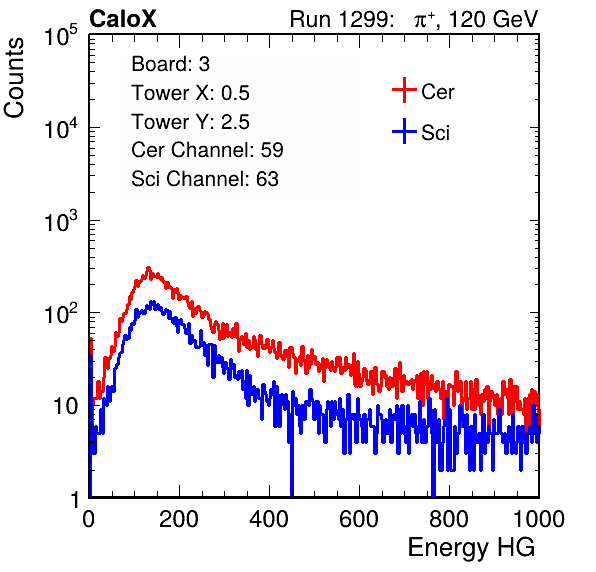 CaloX Run 1299: π⁺, 120 GeV
Counts
10⁵
10⁴
10³
10²
10
1
Board: 3
Tower X: 0.5
Tower Y: 2.5
Cer Channel: 59
Sci Channel: 63
Cer
Sci
0 200 400 600 800 1000
Energy HG